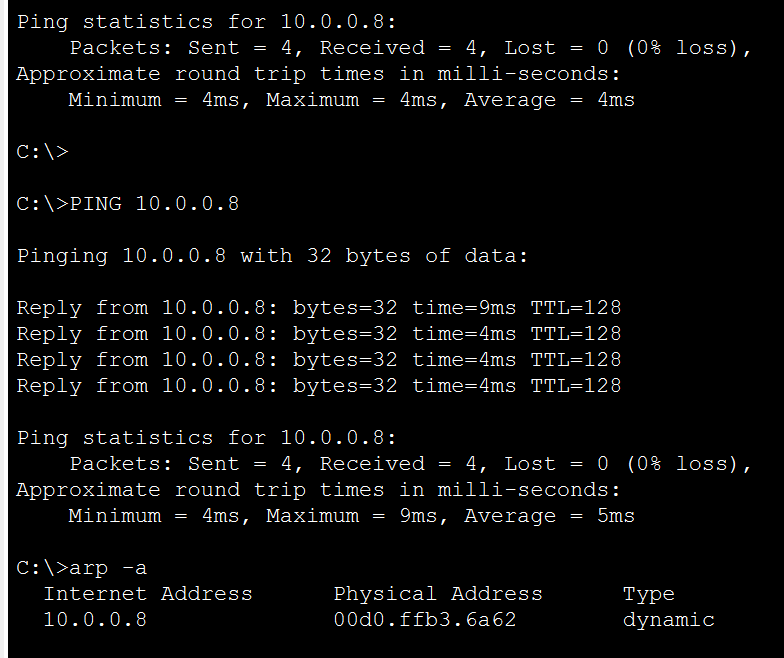 Ping statistics for 10.0.0.8:
    Packets: Sent = 4, Received = 4, Lost = 0 (0% loss),
Approximate round trip times in milli-seconds:
    Minimum = 4ms, Maximum = 4ms, Average = 4ms
C:\>
C:\>PING 10.0.0.8
Pinging 10.0.0.8 with 32 bytes of data:
Reply from 10.0.0.8: bytes=32 time=9ms TTL=128
Reply from 10.0.0.8: bytes=32 time=4ms TTL=128
Reply from 10.0.0.8: bytes=32 time=4ms TTL=128
Reply from 10.0.0.8: bytes=32 time=4ms TTL=128
Ping statistics for 10.0.0.8:
    Packets: Sent = 4, Received = 4, Lost = 0 (0% loss),
Approximate round trip times in milli-seconds:
    Minimum = 4ms, Maximum = 9ms, Average = 5ms
C:\>arp -a
  Internet Address      Physical Address      Type
  10.0.0.8              00d0.ffb3.6a62        dynamic